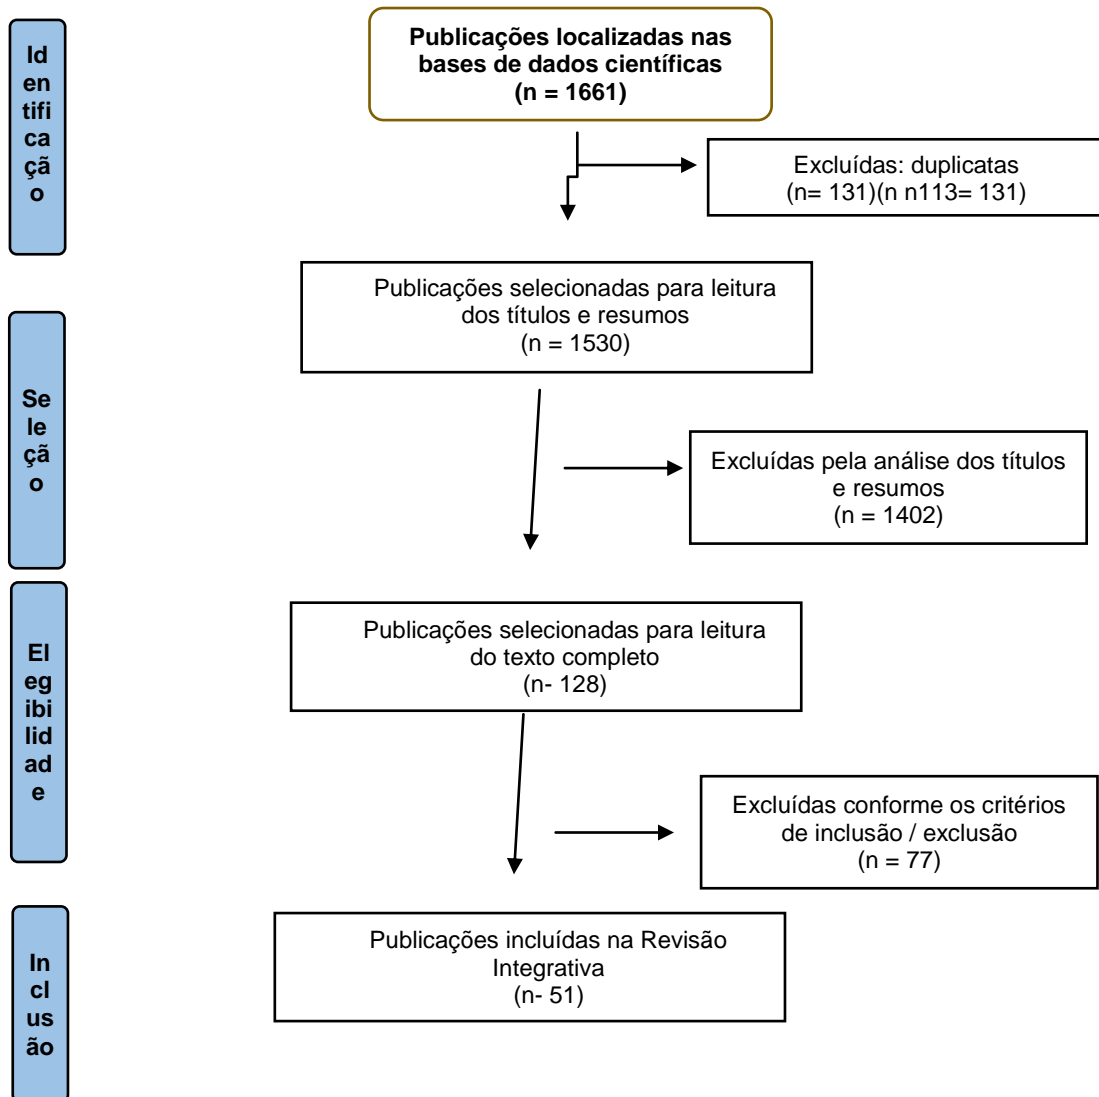 Id
en
tifi
ca
çã
o
Publicações localizadas nas
bases de dados científicas
(n = 1661)
Excluídas: duplicatas
(n= 131)(n n113= 131)
Publicações selecionadas para leitura
dos títulos e resumos
(n = 1530)
Se
le
çã
o
Excluídas pela análise dos títulos
e resumos
(n = 1402)
El
eg
ibi
lid
ad
e
Publicações selecionadas para leitura
do texto completo
(n- 128)
Excluídas conforme os critérios
de inclusão / exclusão
(n = 77)
In
cl
us
ão
Publicações incluídas na Revisão
Integrativa
(n- 51)